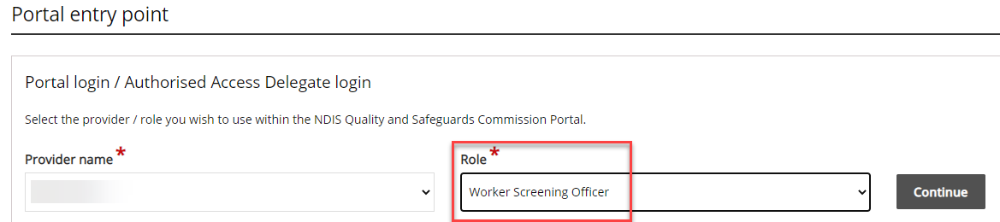 Portal entry point
Portal login / Authorised Access Delegate login
Select the provider / role you wish to use within the NDIS Quality and Safeguards Commission Portal.
Provider name * Role *
Worker Screening Officer Continue